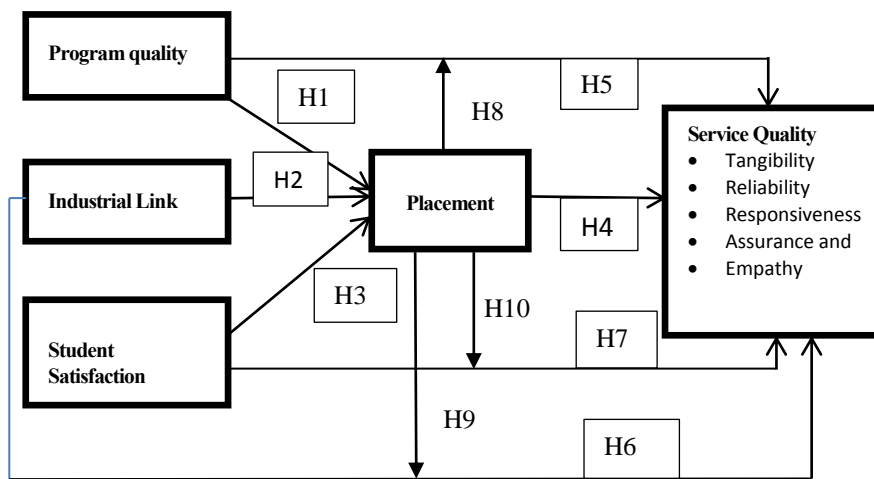 Program quality
H1
H5
H8
Service Quality
• Tangibility
• Reliability
• Responsiveness
• Assurance and
• Empathy
Industrial Link
H2
Placement
H4
H3
H10
Student
Satisfaction
H7
H9
H6